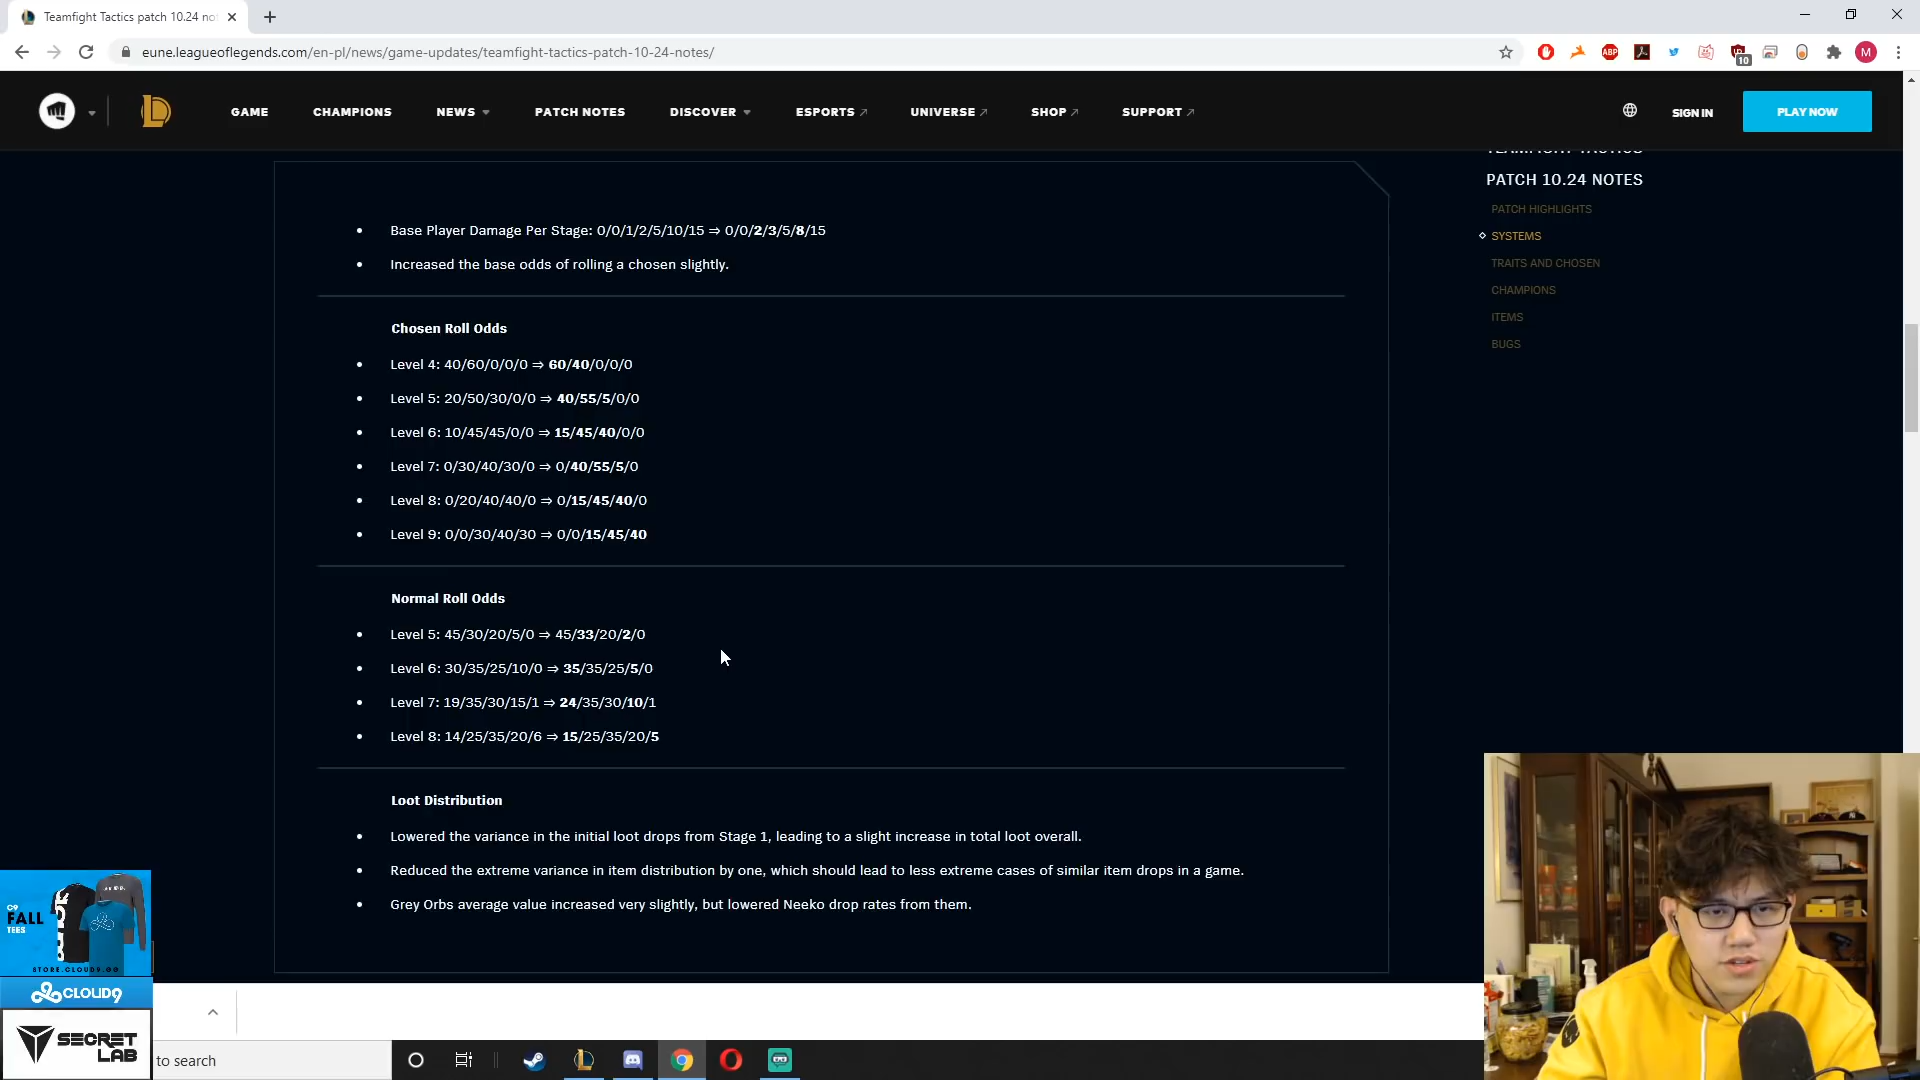 Teamfight Tactics patch 10.24 no
eune.leagueoflegends.com/en-pl/news/game-updates/teamfight-tactics-patch-10-24-notes/
ABP
10
M
GAME
CHAMPIONS
NEWS
PATCH NOTES
DISCOVER
ESPORTS
UNIVERSE
SHOP
SUPPORT
SIGN IN
PLAY NOW
TEAMFIGHT TACTICS
PATCH 10.24 NOTES
PATCH HIGHLIGHTS
SYSTEMS
TRAITS AND CHOSEN
CHAMPIONS
ITEMS
BUGS
• Base Player Damage Per Stage: 0/0/1/2/5/10/15 ⇒ 0/0/2/3/5/8/15
• Increased the base odds of rolling a chosen slightly.
Chosen Roll Odds
• Level 4: 40/60/0/0/0 ⇒ 60/40/0/0/0
• Level 5: 20/50/30/0/0 ⇒ 40/55/5/0/0
• Level 6: 10/45/45/0/0 ⇒ 15/45/40/0/0
• Level 7: 0/30/40/30/0 ⇒ 0/40/55/5/0
• Level 8: 0/20/40/40/0 ⇒ 0/15/45/40/0
• Level 9: 0/0/30/40/30 ⇒ 0/0/15/45/40
Normal Roll Odds
• Level 5: 45/30/20/5/0 ⇒ 45/33/20/2/0
• Level 6: 30/35/25/10/0 ⇒ 35/35/25/5/0
• Level 7: 19/35/30/15/1 ⇒ 24/35/30/10/1
• Level 8: 14/25/35/20/6 ⇒ 15/25/35/20/5
Loot Distribution
• Lowered the variance in the initial loot drops from Stage 1, leading to a slight increase in total loot overall.
• Reduced the extreme variance in item distribution by one, which should lead to less extreme cases of similar item drops in a game.
• Grey Orbs average value increased very slightly, but lowered Neeko drop rates from them.
C9
FALL
TEES
STORE.CLOUD9.GG
CLOUD9
SECRET
LAB
to search